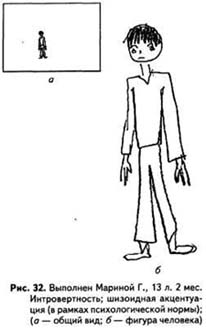 а
б
Рис. 32. Выполнен Мариной Г., 13 л. 2 мес.
Интровертность; шизоидная акцентуа-
ция (в рамках психологической нормы);
(а — общий вид; б — фигура человека)